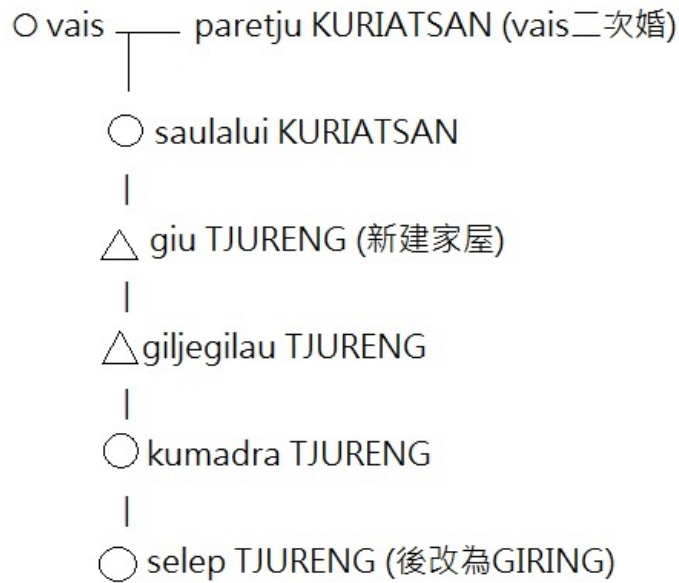 vais paretju KURIATSAN (vais二次婚)
saulalui KURIATSAN
giu TJURENG (新建家屋)
giljegilau TJURENG
kumadra TJURENG
selep TJURENG (後改為GIRING)